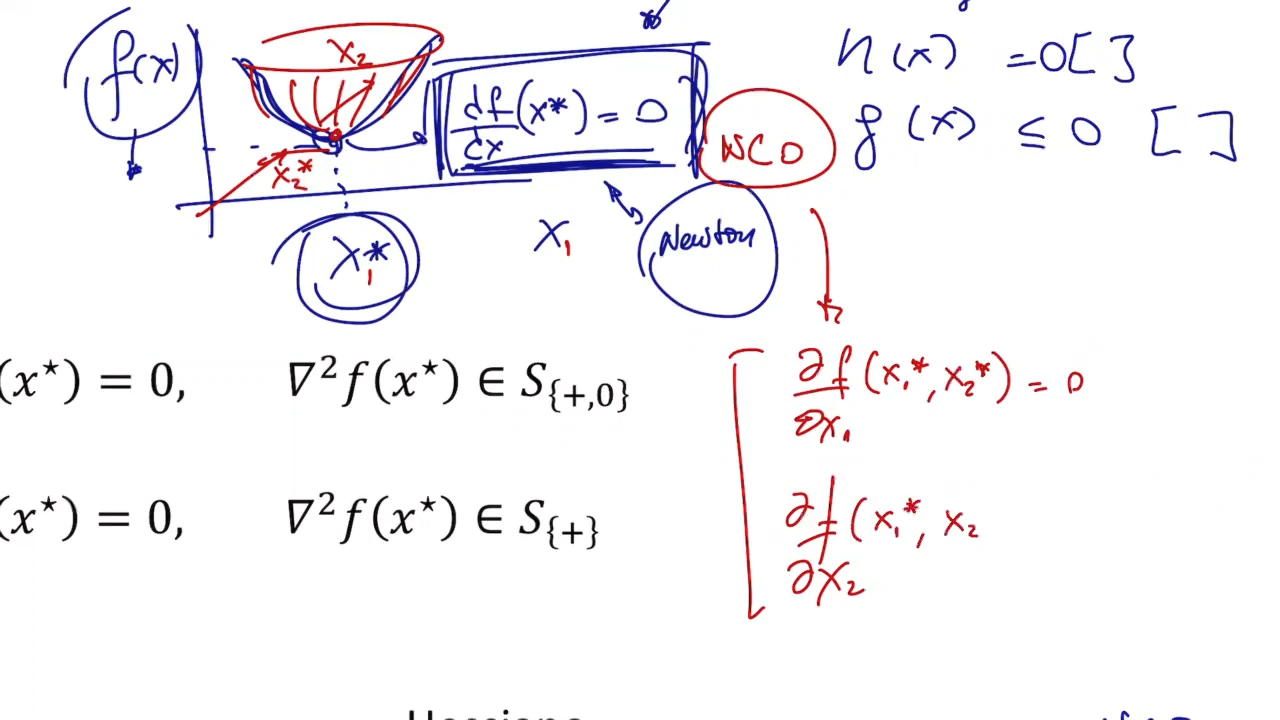 f(x)
x₂
df/dx (x*) = 0
h(x) = 0 [ ]
g(x) ≤ 0 [ ]
NCO
x₂*
x₁*
x₁
Newton
(x⋆) = 0, ∇²f(x⋆) ∈ S{+,0}
∂f/∂x₁ (x₁*, x₂*) = 0
(x⋆) = 0, ∇²f(x⋆) ∈ S{+}
∂f/∂x₂ (x₁*, x₂